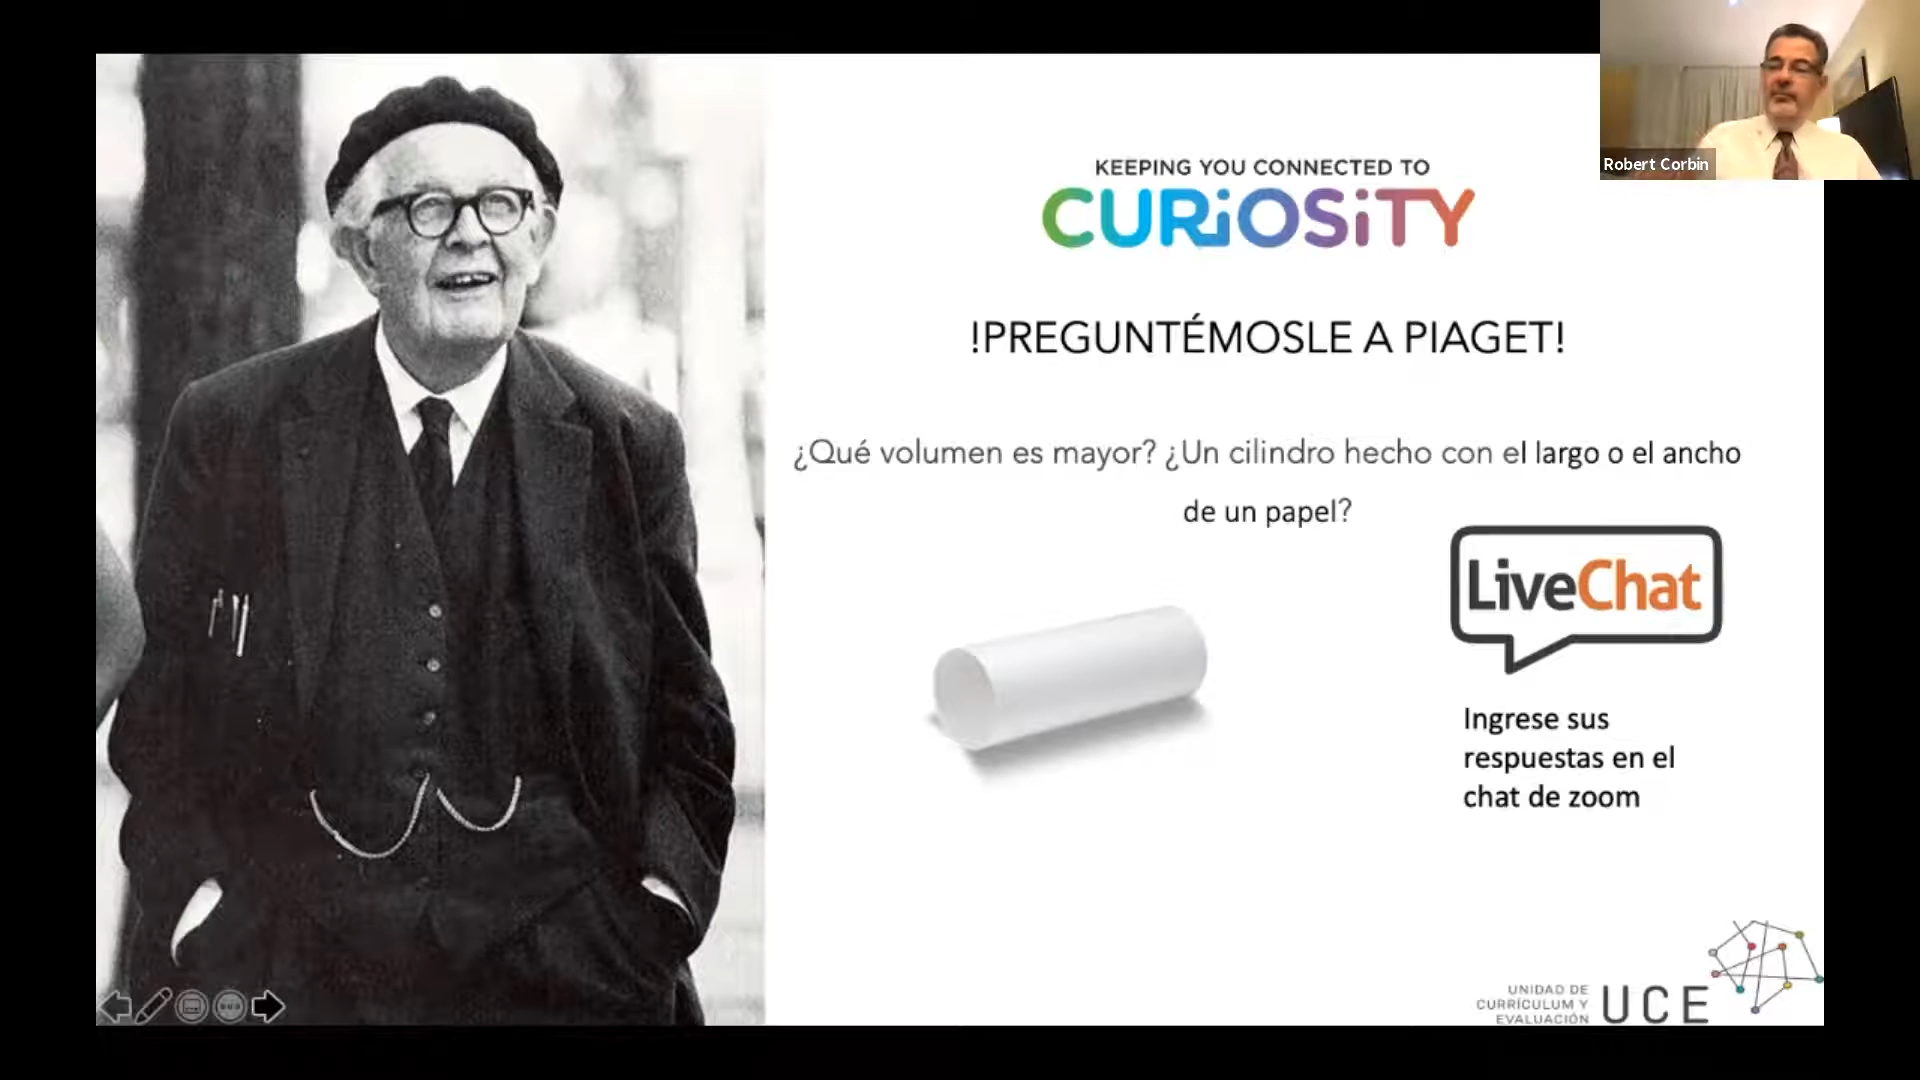 Robert Corbin
KEEPING YOU CONNECTED TO
CURiOSiTY
!PREGUNTÉMOSLE A PIAGET!
¿Qué volumen es mayor? ¿Un cilindro hecho con el largo o el ancho
de un papel?
LiveChat
Ingrese sus
respuestas en el
chat de zoom
UNIDAD DE
CURRÍCULUM Y
EVALUACIÓN
UCE